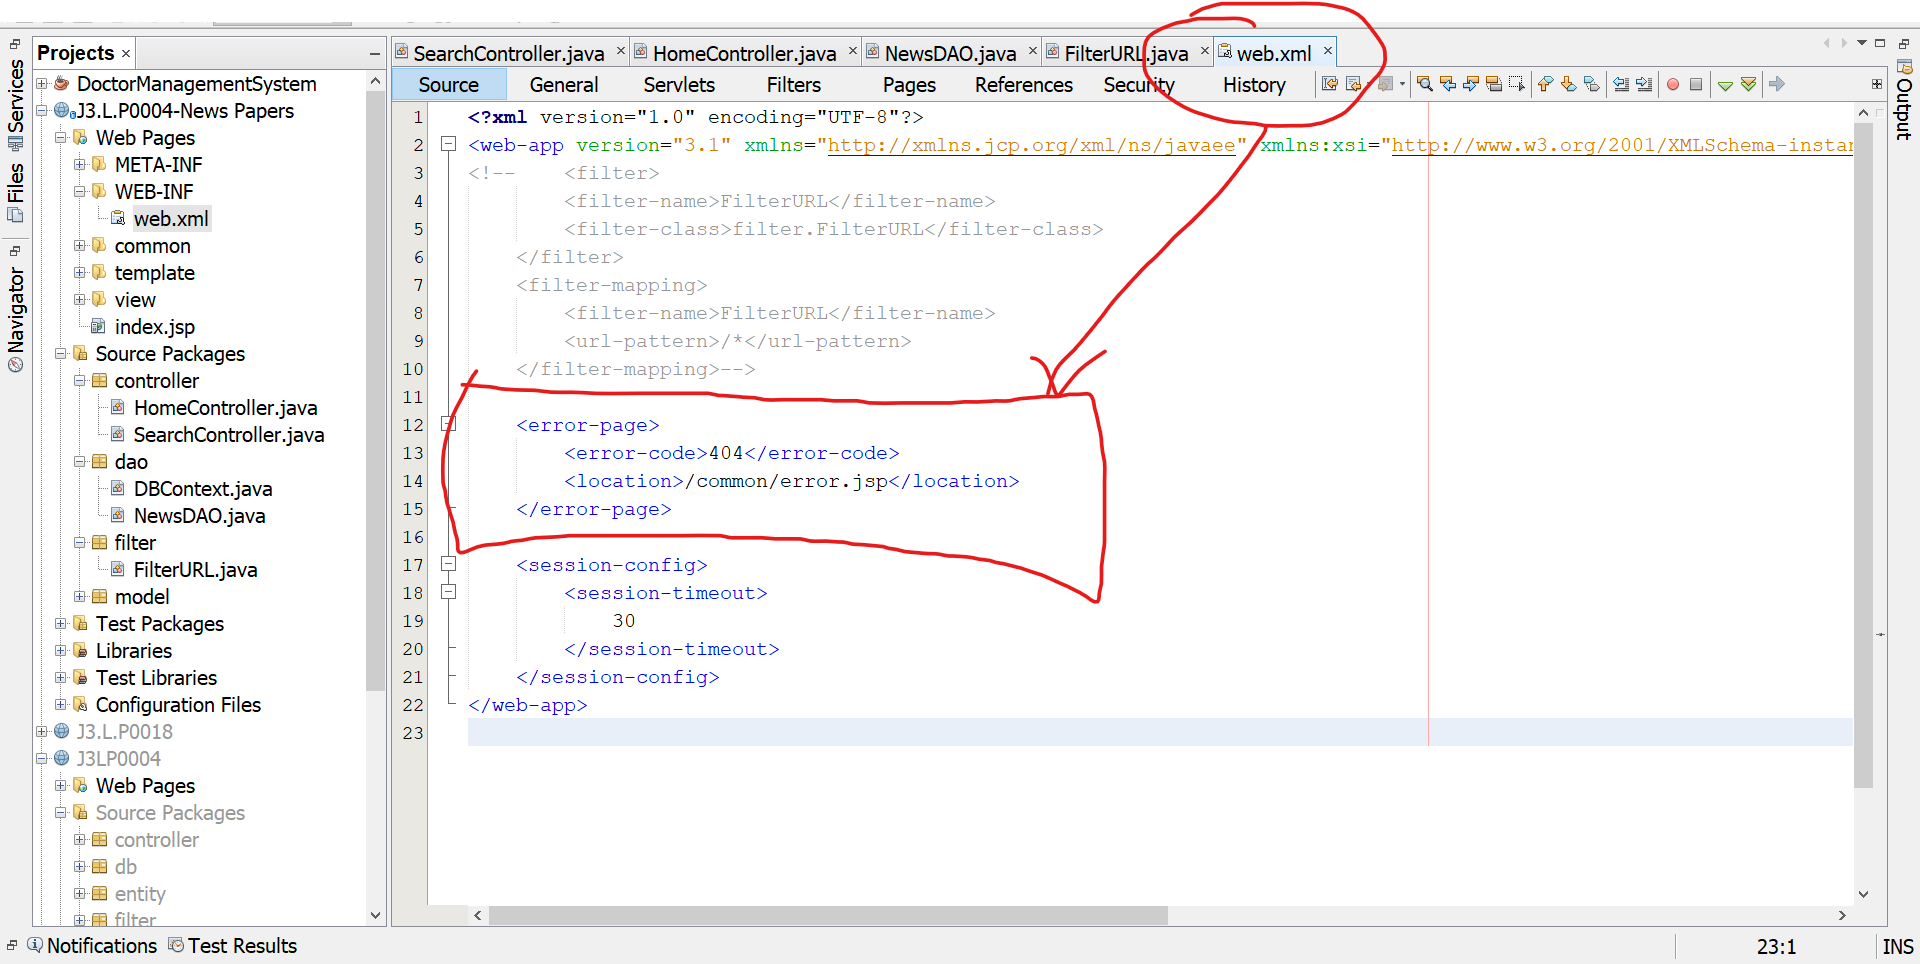 Projects ×
DoctorManagementSystem
J3.L.P0004-News Papers
Web Pages
META-INF
WEB-INF
web.xml
common
template
view
index.jsp
Source Packages
controller
HomeController.java
SearchController.java
dao
DBContext.java
NewsDAO.java
filter
FilterURL.java
model
Test Packages
Libraries
Test Libraries
Configuration Files
J3.L.P0018
J3LP0004
Web Pages
Source Packages
controller
db
entity
filter
Services
Files
Navigator
SearchController.java × HomeController.java × NewsDAO.java × FilterURL.java × web.xml ×
Source General Servlets Filters Pages References Security History
1 <?xml version="1.0" encoding="UTF-8"?>
2 <web-app version="3.1" xmlns="http://xmlns.jcp.org/xml/ns/javaee" xmlns:xsi="http://www.w3.org/2001/XMLSchema-instan
3 <!-- <filter>
4 <filter-name>FilterURL</filter-name>
5 <filter-class>filter.FilterURL</filter-class>
6 </filter>
7 <filter-mapping>
8 <filter-name>FilterURL</filter-name>
9 <url-pattern>/*</url-pattern>
10 </filter-mapping>-->
11
12 <error-page>
13 <error-code>404</error-code>
14 <location>/common/error.jsp</location>
15 </error-page>
16
17 <session-config>
18 <session-timeout>
19 30
20 </session-timeout>
21 </session-config>
22 </web-app>
23
Output
Notifications Test Results
23:1 INS